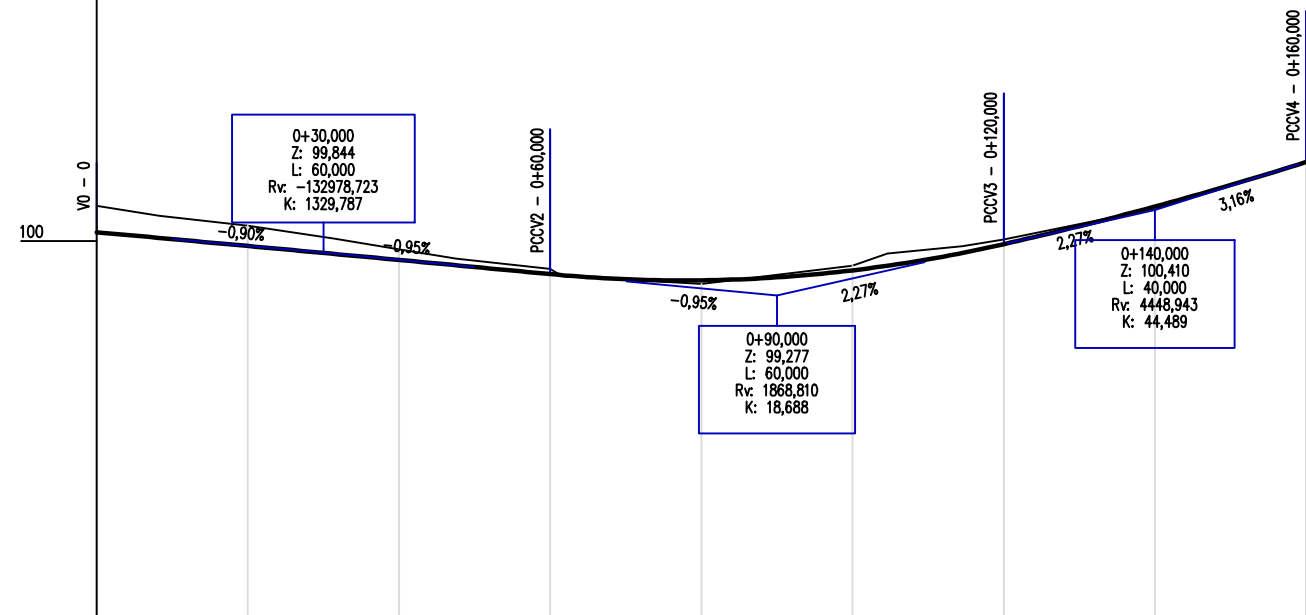 V0 - 0
100
0+30,000
Z: 99,844
L: 60,000
Rv: -132978,723
K: 1329,787
-0,90%
-0,95%
PCCV2 - 0+60,000
-0,95%
2,27%
0+90,000
Z: 99,277
L: 60,000
Rv: 1868,810
K: 18,688
PCCV3 - 0+120,000
2,27%
0+140,000
Z: 100,410
L: 40,000
Rv: 4448,943
K: 44,489
3,16%
PCCV4 - 0+160,000